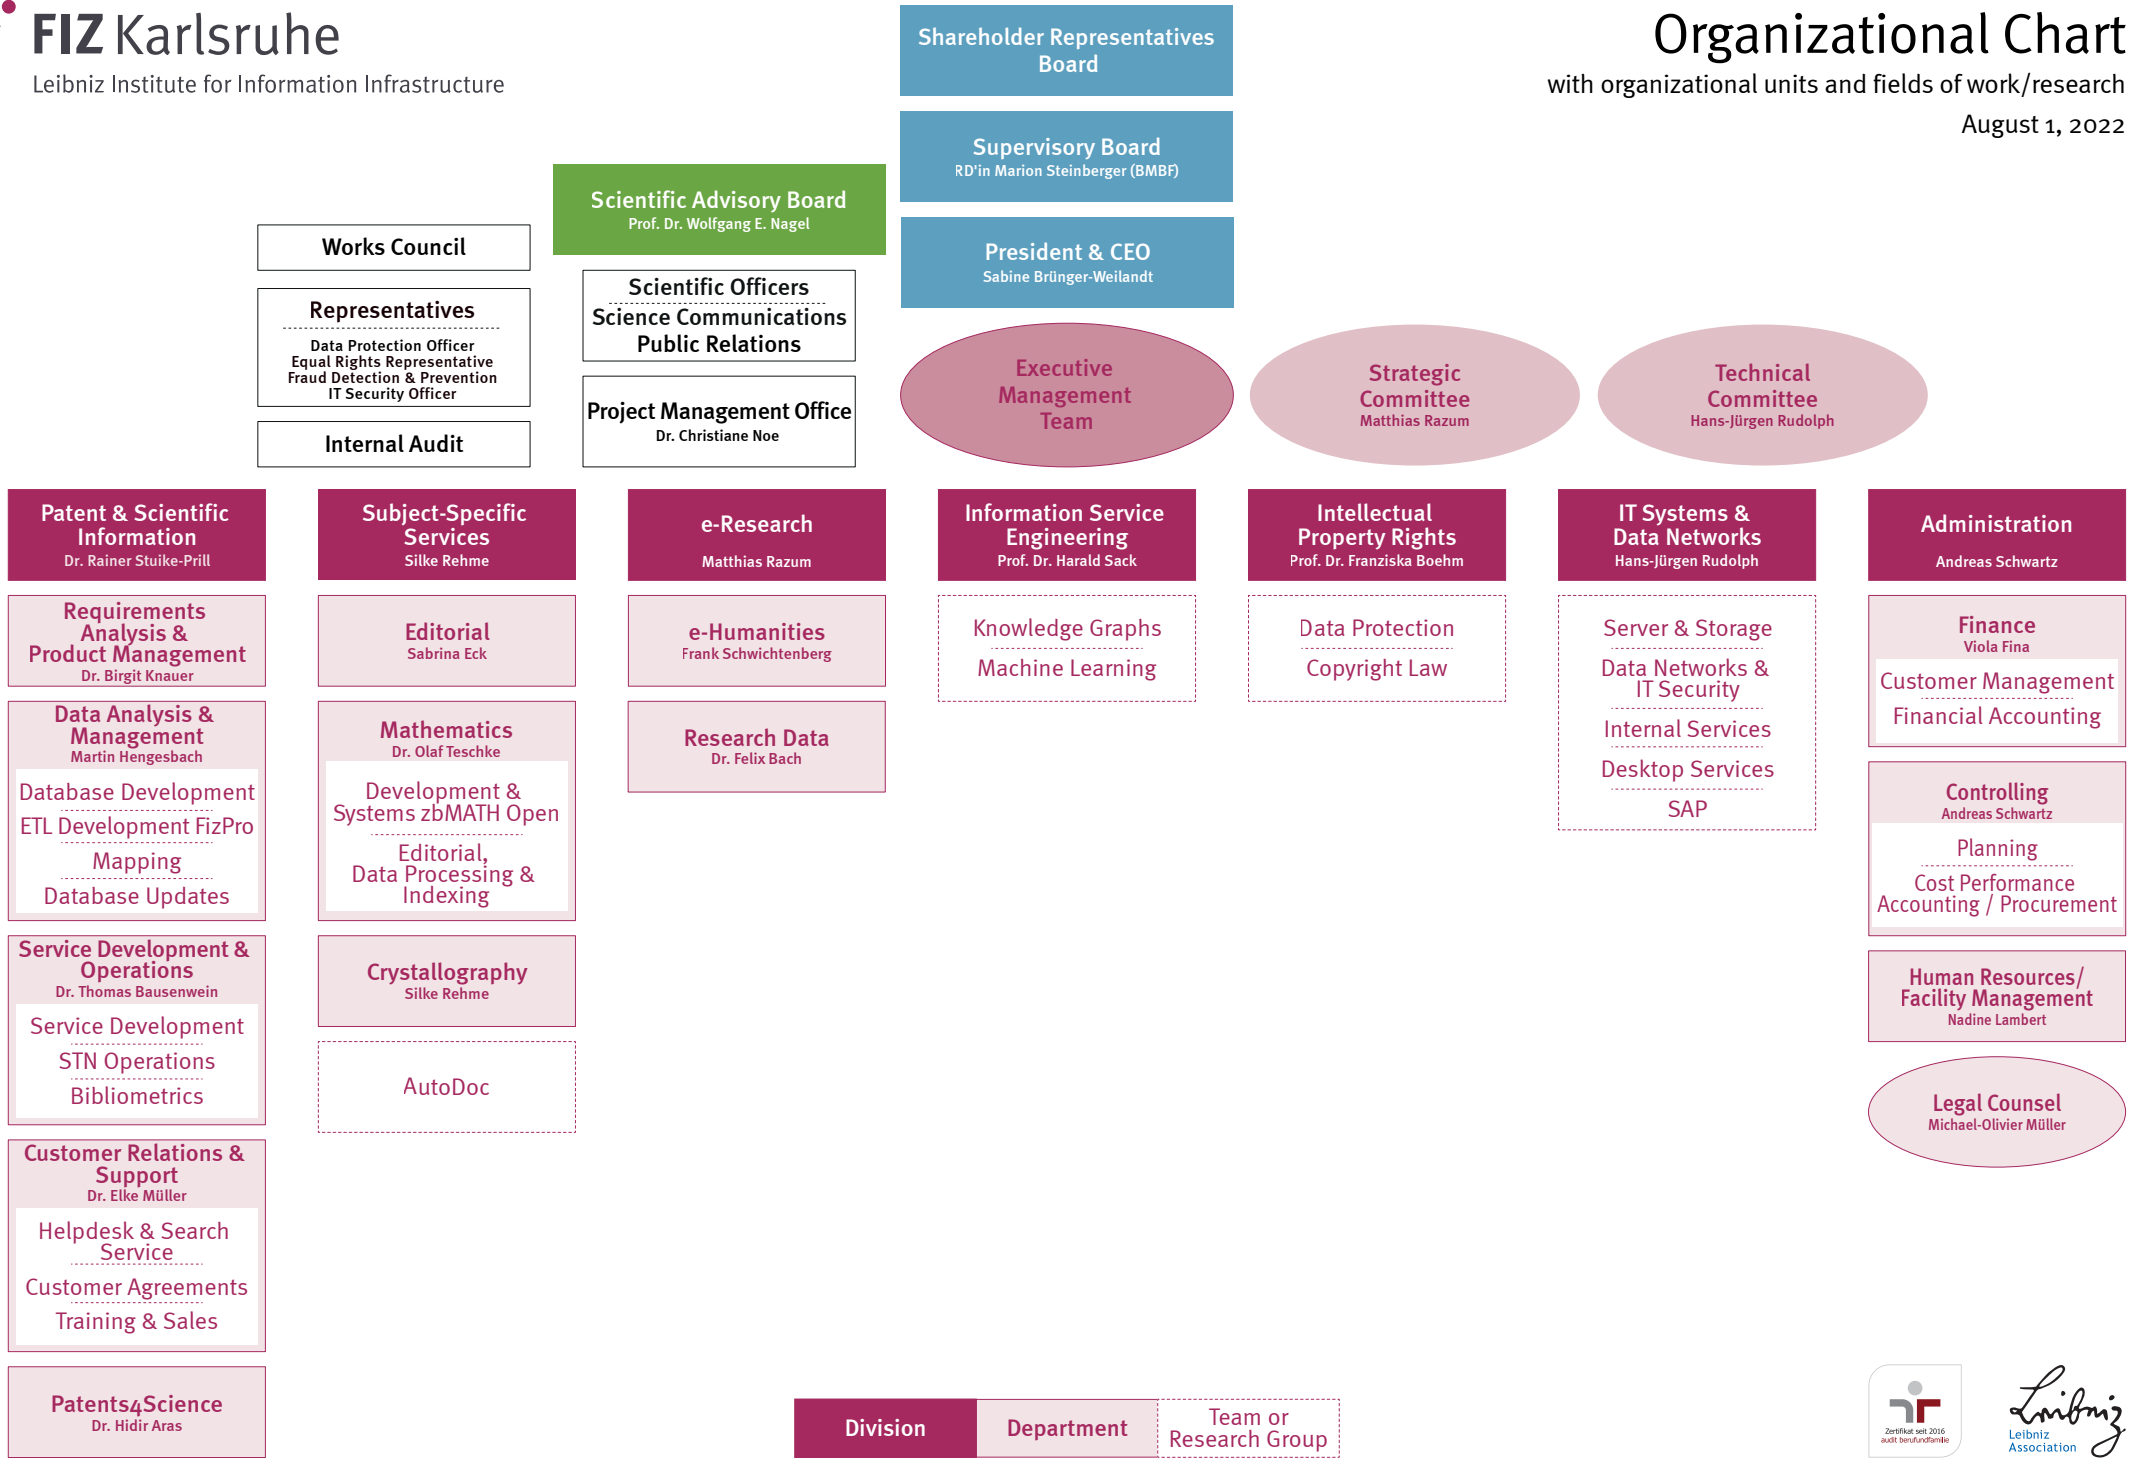 FIZ Karlsruhe
Leibniz Institute for Information Infrastructure
Organizational Chart
with organizational units and fields of work/research
August 1, 2022
Shareholder Representatives
Board
Supervisory Board
RD'in Marion Steinberger (BMBF)
President & CEO
Sabine Brünger-Weilandt
Scientific Advisory Board
Prof. Dr. Wolfgang E. Nagel
Works Council
Representatives
Data Protection Officer
Equal Rights Representative
Fraud Detection & Prevention
IT Security Officer
Internal Audit
Scientific Officers
Science Communications
Public Relations
Project Management Office
Dr. Christiane Noe
Executive
Management
Team
Strategic
Committee
Matthias Razum
Technical
Committee
Hans-Jürgen Rudolph
Patent & Scientific
Information
Dr. Rainer Stuike-Prill
Requirements
Analysis &
Product Management
Dr. Birgit Knauer
Data Analysis &
Management
Martin Hengesbach
Database Development
ETL Development FizPro
Mapping
Database Updates
Service Development &
Operations
Dr. Thomas Bausenwein
Service Development
STN Operations
Bibliometrics
Customer Relations &
Support
Dr. Elke Müller
Helpdesk & Search
Service
Customer Agreements
Training & Sales
Patents4Science
Dr. Hidir Aras
Subject-Specific
Services
Silke Rehme
Editorial
Sabrina Eck
Mathematics
Dr. Olaf Teschke
Development &
Systems zbMATH Open
Editorial,
Data Processing &
Indexing
Crystallography
Silke Rehme
AutoDoc
e-Research
Matthias Razum
e-Humanities
Frank Schwichtenberg
Research Data
Dr. Felix Bach
Information Service
Engineering
Prof. Dr. Harald Sack
Knowledge Graphs
Machine Learning
Intellectual
Property Rights
Prof. Dr. Franziska Boehm
Data Protection
Copyright Law
IT Systems &
Data Networks
Hans-Jürgen Rudolph
Server & Storage
Data Networks &
IT Security
Internal Services
Desktop Services
SAP
Administration
Andreas Schwartz
Finance
Viola Fina
Customer Management
Financial Accounting
Controlling
Andreas Schwartz
Planning
Cost Performance
Accounting / Procurement
Human Resources/
Facility Management
Nadine Lambert
Legal Counsel
Michael-Olivier Müller
Division
Department
Team or
Research Group
Zertifikat seit 2016
audit berufundfamilie
Leibniz
Leibniz
Association